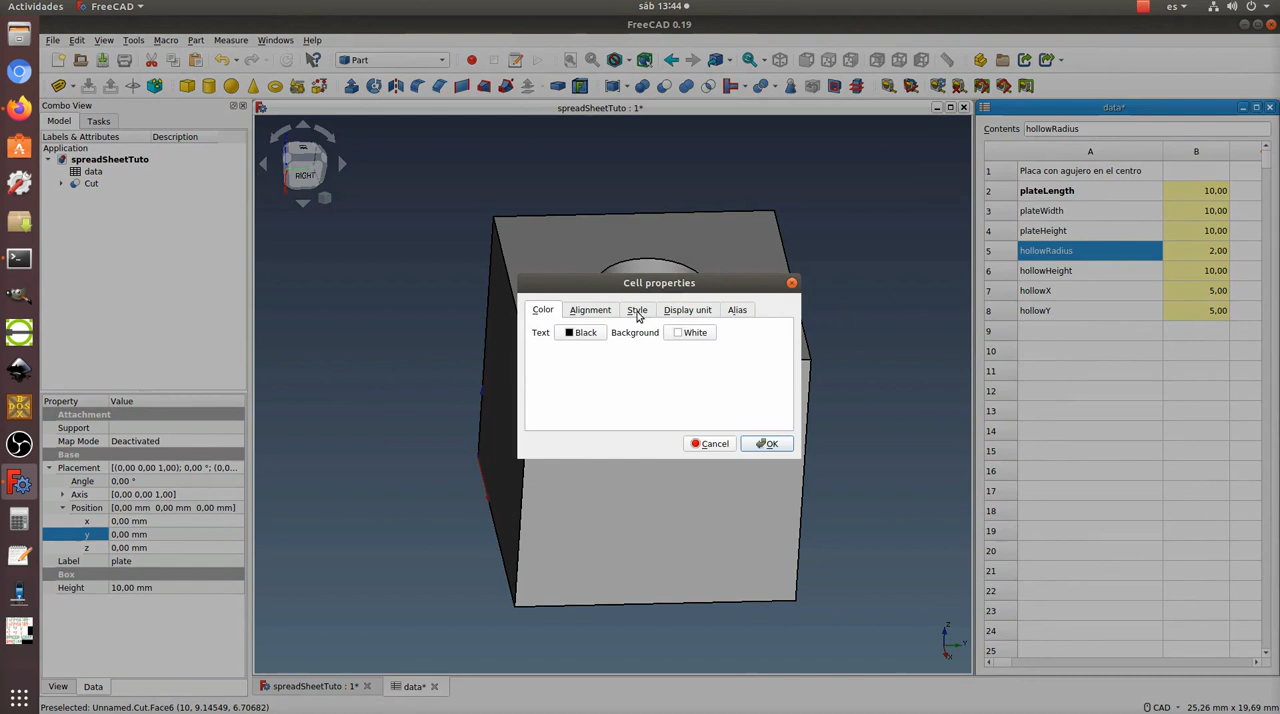 Actividades FreeCAD sáb 13:44 es
FreeCAD 0.19
File Edit View Tools Macro Part Measure Windows Help
Part
Combo View
Model Tasks
Labels & Attributes Description
Application
spreadSheetTuto
data
Cut
Property Value
Attachment
Support
Map Mode Deactivated
Base
Placement [(0,00 0,00 1,00); 0,00 °; (0,0...
Angle 0,00 °
Axis [0,00 0,00 1,00]
Position [0,00 mm 0,00 mm 0,00 mm]
x 0,00 mm
y 0,00 mm
z 0,00 mm
Label plate
Box
Height 10,00 mm
View Data
spreadSheetTuto : 1*
RIGHT
Cell properties
Color Alignment Style Display unit Alias
Text Black Background White
Cancel OK
Z
Y
X
data*
Contents hollowRadius
A B
1 Placa con agujero en el centro
2 plateLength 10,00
3 plateWidth 10,00
4 plateHeight 10,00
5 hollowRadius 2,00
6 hollowHeight 10,00
7 hollowX 5,00
8 hollowY 5,00
9
10
11
12
13
14
15
16
17
18
19
20
21
22
23
24
25
spreadSheetTuto : 1* data*
Preselected: Unnamed.Cut.Face6 (10, 9.14549, 6.70682) CAD 25,26 mm x 19,69 mm